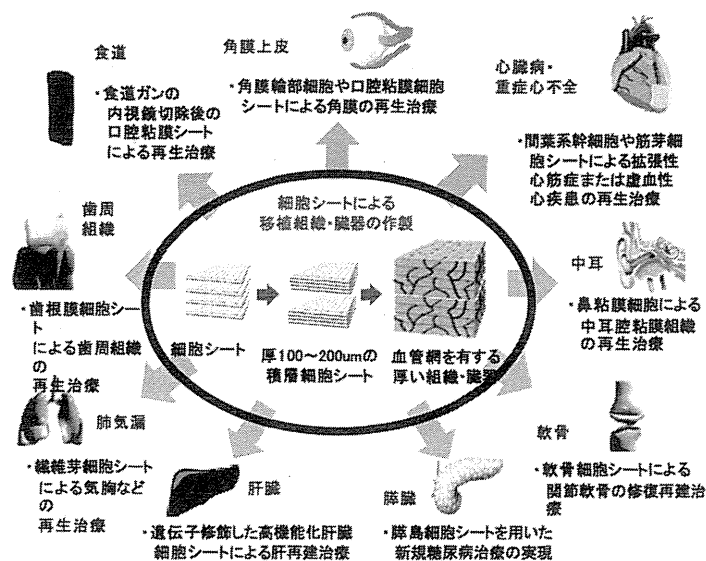 食道
・食道ガンの
内視鏡切除後の
口腔粘膜シート
による再生治療
角膜上皮
・角膜輪部細胞や口腔粘膜細胞
シートによる角膜の再生治療
心臓病・
重症心不全
・間葉系幹細胞や筋芽細
胞シートによる拡張性
心筋症または虚血性
心疾患の再生治療
歯周
組織
・歯根膜細胞シー
ト
による歯周組織
の
再生治療
細胞シートによる
移植組織・臓器の作製
細胞シート
厚100～200umの
積層細胞シート
血管網を有する
厚い組織・臓器
中耳
・鼻粘膜細胞による
中耳腔粘膜組織
の再生治療
肺気漏
・繊維芽細胞シート
による気胸など
の
再生治療
肝臓
・遺伝子修飾した高機能化肝臓
細胞シートによる肝再建治療
膵臓
・膵島細胞シートを用いた
新規糖尿病治療の実現
軟骨
・軟骨細胞シートによる
関節軟骨の修復再建治
療